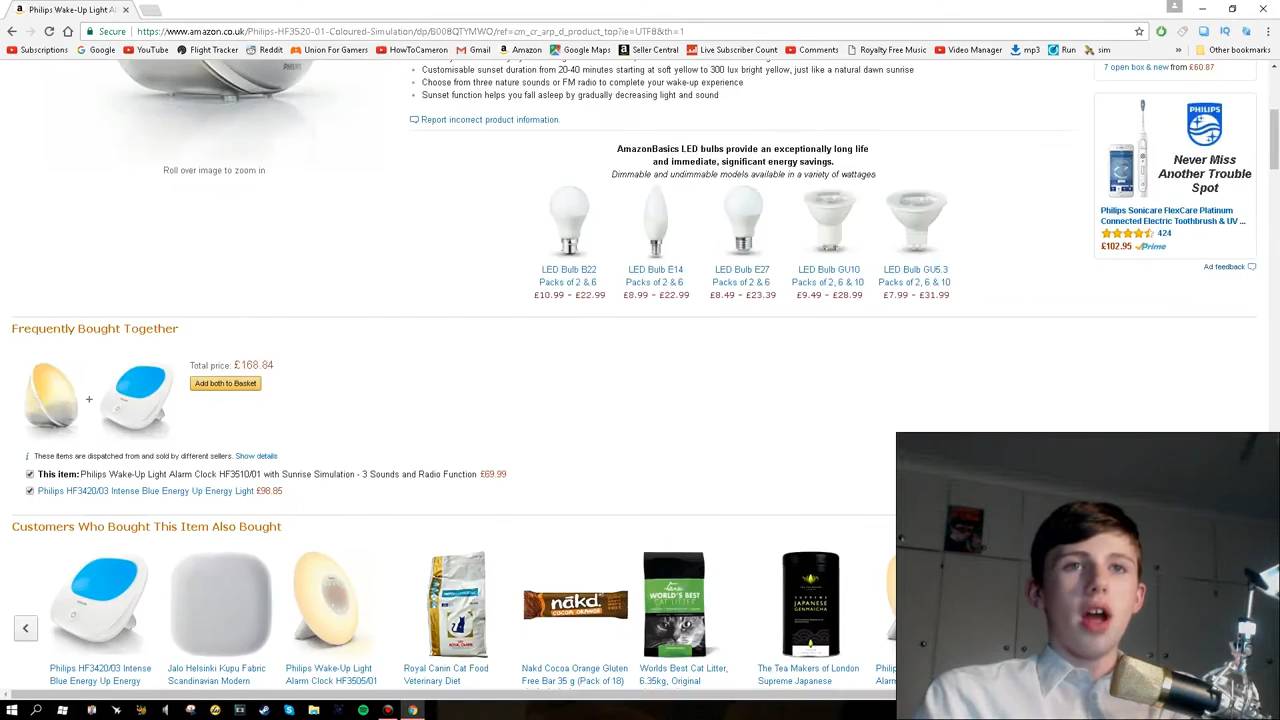 Philips Wake-Up Light Al
Secure
https://www.amazon.co.uk/Philips-HF3520-01-Coloured-Simulation/dp/B008QTYMWO/ref=cm_cr_arp_d_product_top?ie=UTF8&th=1
Subscriptions Google YouTube Flight Tracker Reddit Union For Gamers HowToCameron Gmail Amazon Google Maps Seller Central Live Subscriber Count Comments Royalty Free Music Video Manager mp3 Run sim Other bookmarks
Customisable sunset duration from 20-40 minutes starting at soft yellow to 300 lux bright yellow, just like a natural dawn sunrise
Choose from three nature sounds or FM radio to complete your wake-up experience
Sunset function helps you fall asleep by gradually decreasing light and sound
Report incorrect product information.
7 open box & new from £60.87
PHILIPS
PHILIPS
Never Miss
Another Trouble
Spot
Philips Sonicare FlexCare Platinum
Connected Electric Toothbrush & UV ...
424
£102.95 Prime
Ad feedback
Roll over image to zoom in
AmazonBasics LED bulbs provide an exceptionally long life
and immediate, significant energy savings.
Dimmable and undimmable models available in a variety of wattages
LED Bulb B22 LED Bulb E14 LED Bulb E27 LED Bulb GU10 LED Bulb GU5.3
Packs of 2 & 6 Packs of 2 & 6 Packs of 2 & 6 Packs of 2, 6 & 10 Packs of 2, 6 & 10
£10.99 - £22.99 £8.99 - £22.99 £8.49 - £23.39 £9.49 - £28.99 £7.99 - £31.99
Frequently Bought Together
Total price: £168.84
Add both to Basket
+
These items are dispatched from and sold by different sellers. Show details
This item: Philips Wake-Up Light Alarm Clock HF3510/01 with Sunrise Simulation - 3 Sounds and Radio Function £69.99
Philips HF3420/03 Intense Blue Energy Up Energy Light £98.85
Customers Who Bought This Item Also Bought
ROYAL CANIN
nakd.
COCOA ORANGE
WORLD'S BEST
CAT LITTER
SUPREME
JAPANESE
GENMAICHA
Philips HF3420/03 Intense Jalo Helsinki Kupu Fabric Philips Wake-Up Light Royal Canin Cat Food Nakd Cocoa Orange Gluten Worlds Best Cat Litter, The Tea Makers of London
Blue Energy Up Energy Scandinavian Modern Alarm Clock HF3505/01 Veterinary Diet Free Bar 35 g (Pack of 18) 6.35kg, Original Supreme Japanese